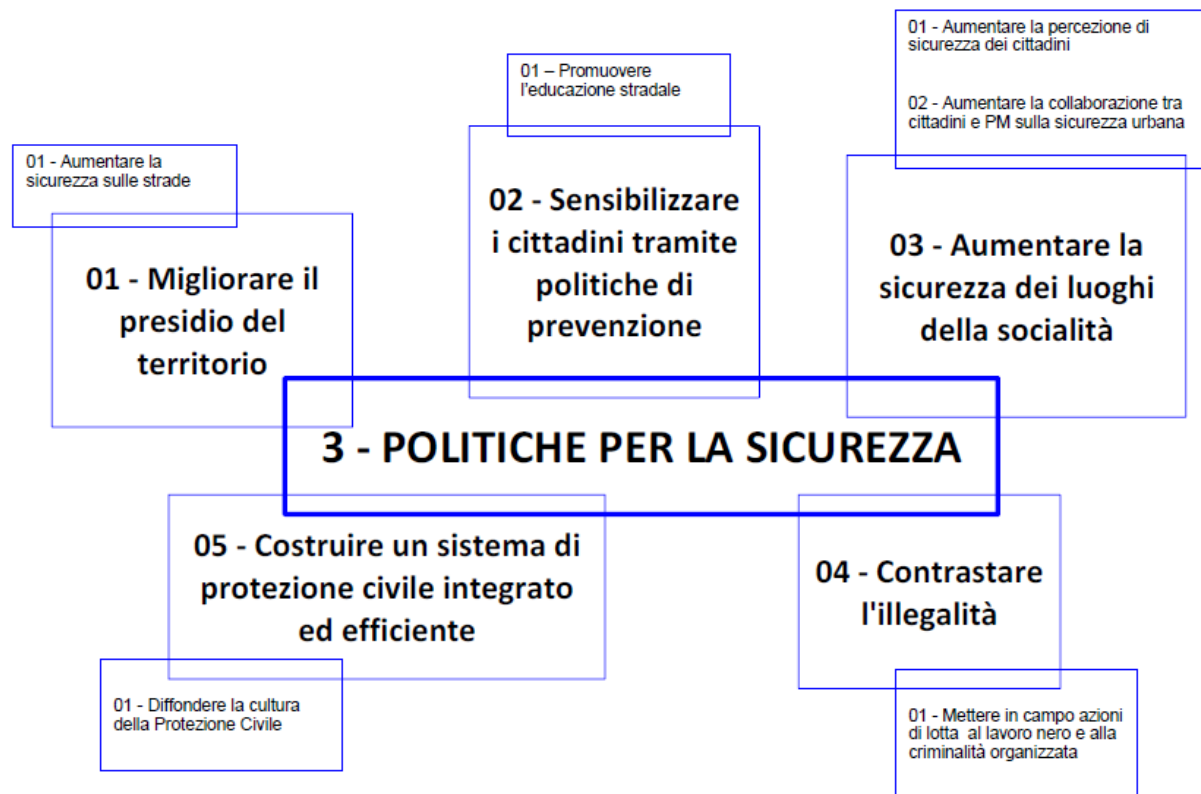 01 - Aumentare la
sicurezza sulle strade
01 - Migliorare il
presidio del
territorio
01 – Promuovere
l'educazione stradale
02 - Sensibilizzare
i cittadini tramite
politiche di
prevenzione
01 - Aumentare la percezione di
sicurezza dei cittadini
02 - Aumentare la collaborazione tra
cittadini e PM sulla sicurezza urbana
03 - Aumentare la
sicurezza dei luoghi
della socialità
3 - POLITICHE PER LA SICUREZZA
05 - Costruire un sistema di
protezione civile integrato
ed efficiente
01 - Diffondere la cultura
della Protezione Civile
04 - Contrastare
l'illegalità
01 - Mettere in campo azioni
di lotta  al lavoro nero e alla
criminalità organizzata